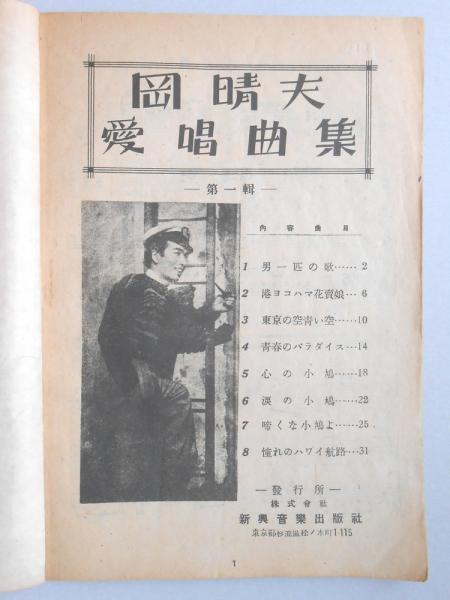 岡晴夫
愛唱曲集
—第一輯—
内容曲目
1 男一匹の歌……2
2 港ヨコハマ花賣娘…6
3 東京の空靑い空……10
4 靑春のパラダイス…14
5 心の小鳩……18
6 淚の小鳩……22
7 啼くな小鳩よ……25
8 憧れのハワイ航路…31
—發行所—
株式會社
新興音樂出版社
東京都杉並區松ノ木町1-115
1